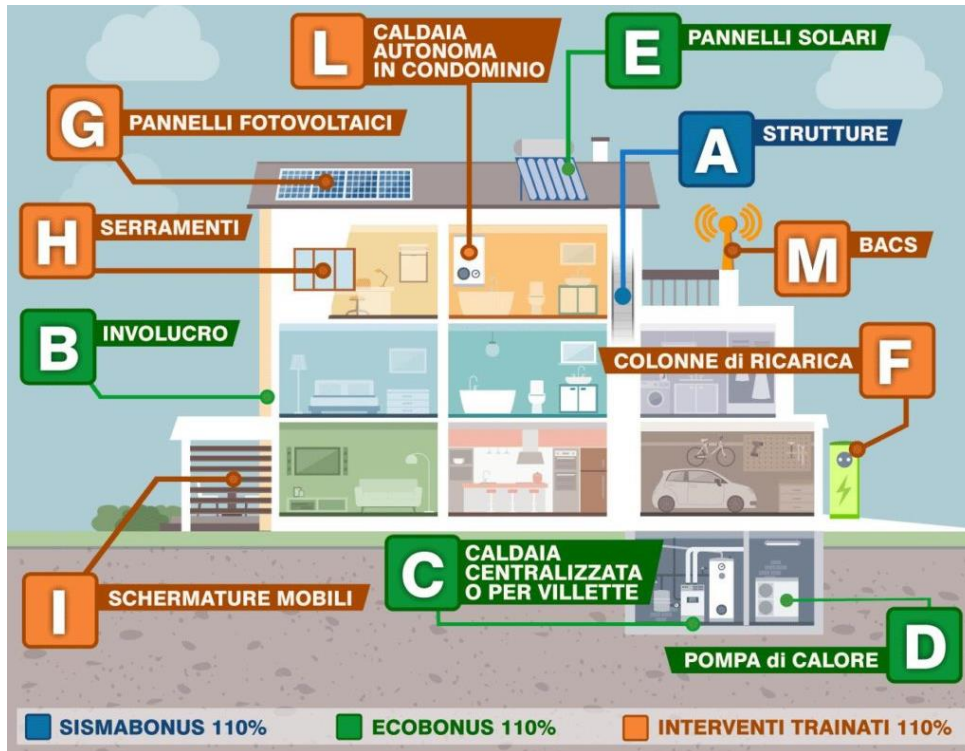 L
CALDAIA
AUTONOMA
IN CONDOMINIO
E
PANNELLI SOLARI
G
PANNELLI FOTOVOLTAICI
A
STRUTTURE
H
SERRAMENTI
M
BACS
B
INVOLUCRO
COLONNE di RICARICA
F
C
CALDAIA
CENTRALIZZATA
O PER VILLETTE
I
SCHERMATURE MOBILI
POMPA di CALORE
D
SISMABONUS 110%
ECOBONUS 110%
INTERVENTI TRAINATI 110%